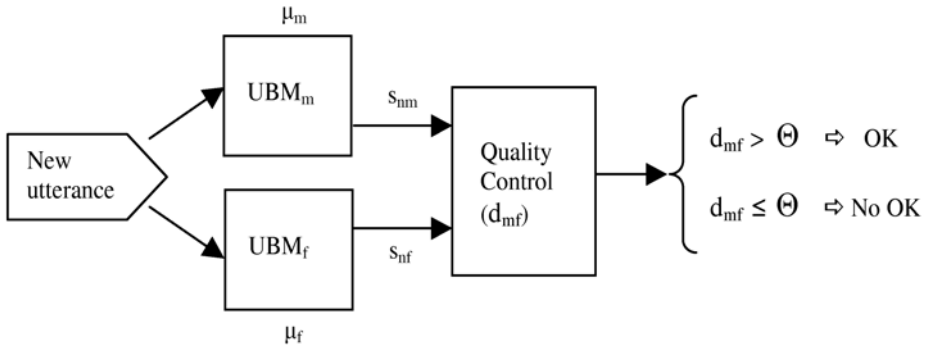 μm
UBMm
snm
New
utterance
Quality
Control
(dmf)
dmf > Θ ⇨ OK
dmf ≤ Θ ⇨ No OK
UBMf
snf
μf